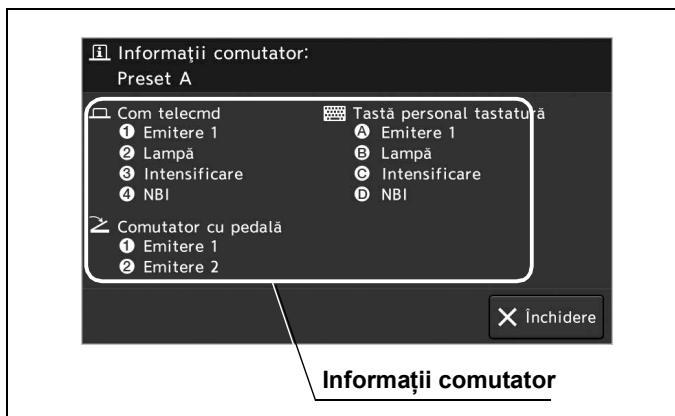 Informaţii comutator:
Preset A
Com telecmd
1 Emitere 1
2 Lampă
3 Intensificare
4 NBI
Comutator cu pedală
1 Emitere 1
2 Emitere 2
Tastă personal tastatură
A Emitere 1
B Lampă
C Intensificare
D NBI
Închidere
Informații comutator